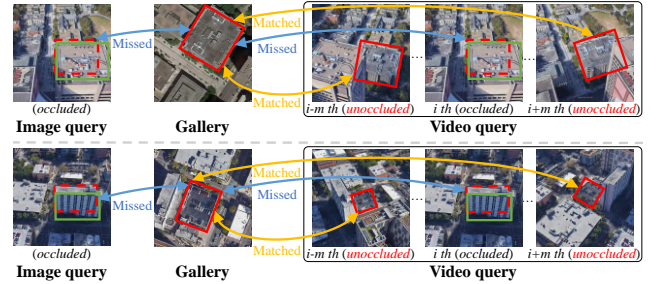 Matched
Missed
Missed
Matched
... ...
(occluded)
i-m th (unoccluded)
i th (occluded)
i+m th (unoccluded)
Image query
Gallery
Video query
Matched
Missed
Missed
Matched
... ...
(occluded)
i-m th (unoccluded)
i th (occluded)
i+m th (unoccluded)
Image query
Gallery
Video query